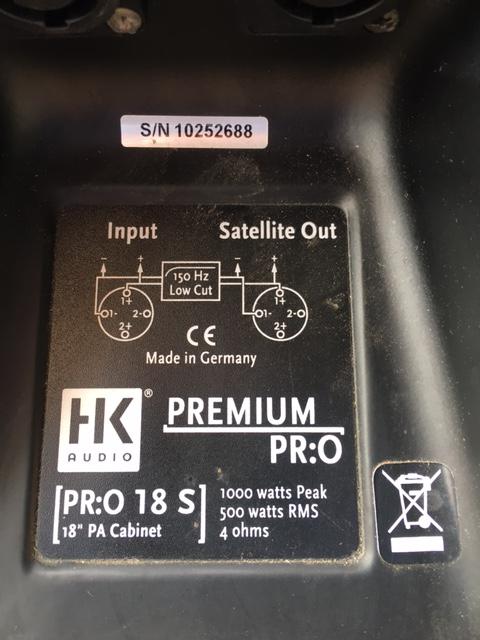 S/N 10252688
Input Satellite Out
- + - +
150 Hz
Low Cut
1+ 1+
1- 2- 1- 2-
2+ 2+
CE
Made in Germany
HK ®
AUDIO
PREMIUM
PR:O
[PR:O 18 S]
18" PA Cabinet
1000 watts Peak
500 watts RMS
4 ohms